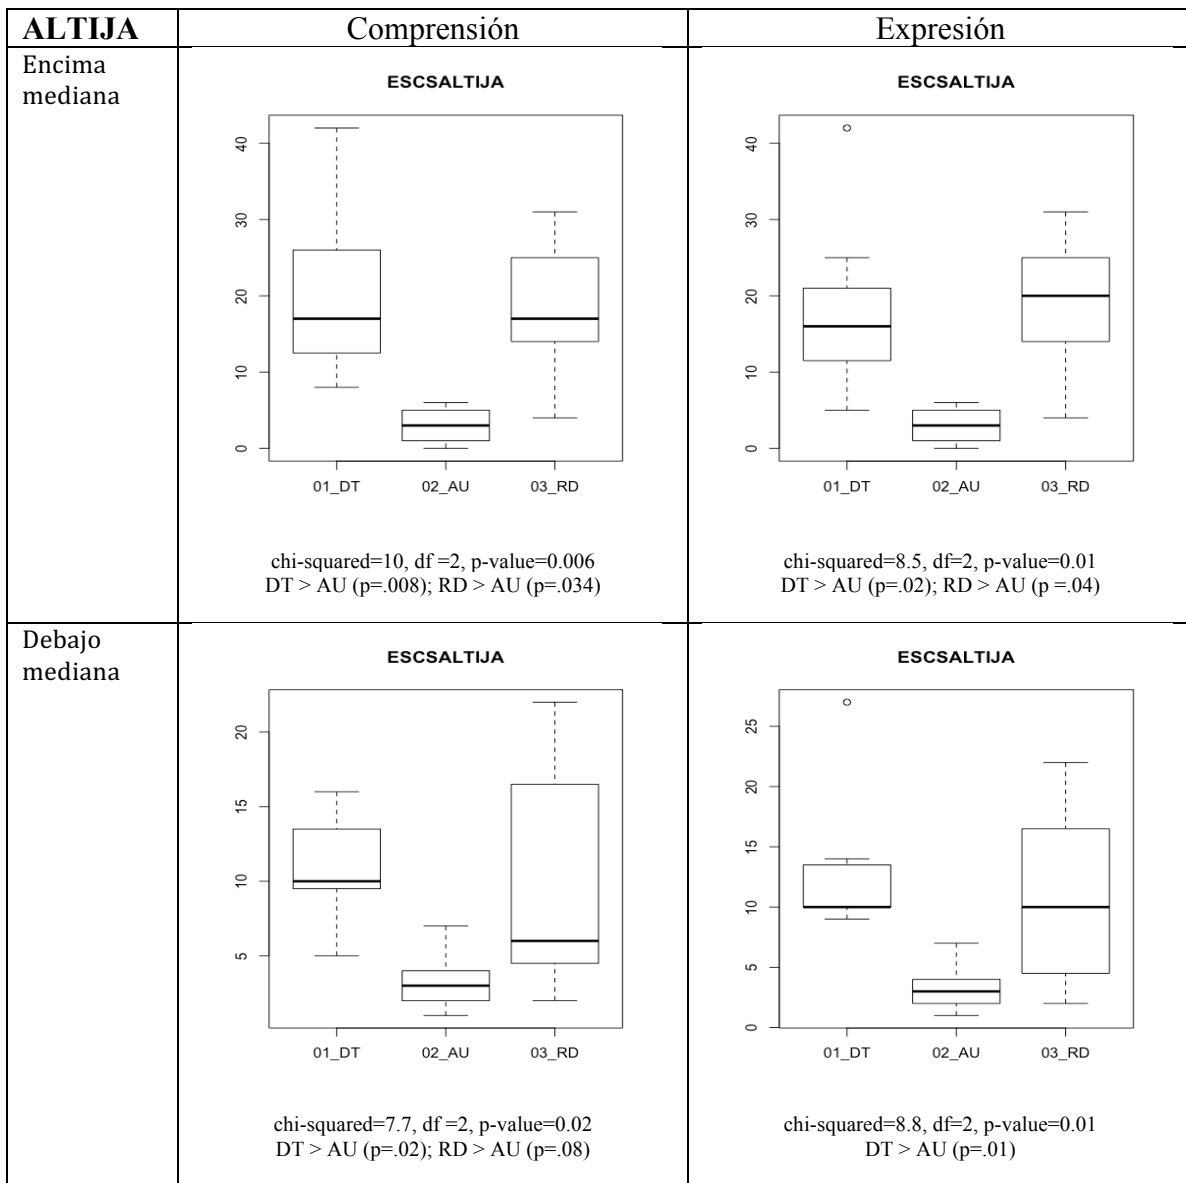 ALTIJA Comprensión Expresión
Encima
mediana
ESCSALTIJA
40
30
20
10
0
01_DT 02_AU 03_RD
chi-squared=10, df =2, p-value=0.006
DT > AU (p=.008); RD > AU (p=.034)
ESCSALTIJA
40
30
20
10
0
01_DT 02_AU 03_RD
chi-squared=8.5, df=2, p-value=0.01
DT > AU (p=.02); RD > AU (p =.04)
Debajo
mediana
ESCSALTIJA
20
15
10
5
01_DT 02_AU 03_RD
chi-squared=7.7, df =2, p-value=0.02
DT > AU (p=.02); RD > AU (p=.08)
ESCSALTIJA
25
20
15
10
5
0
01_DT 02_AU 03_RD
chi-squared=8.8, df=2, p-value=0.01
DT > AU (p=.01)